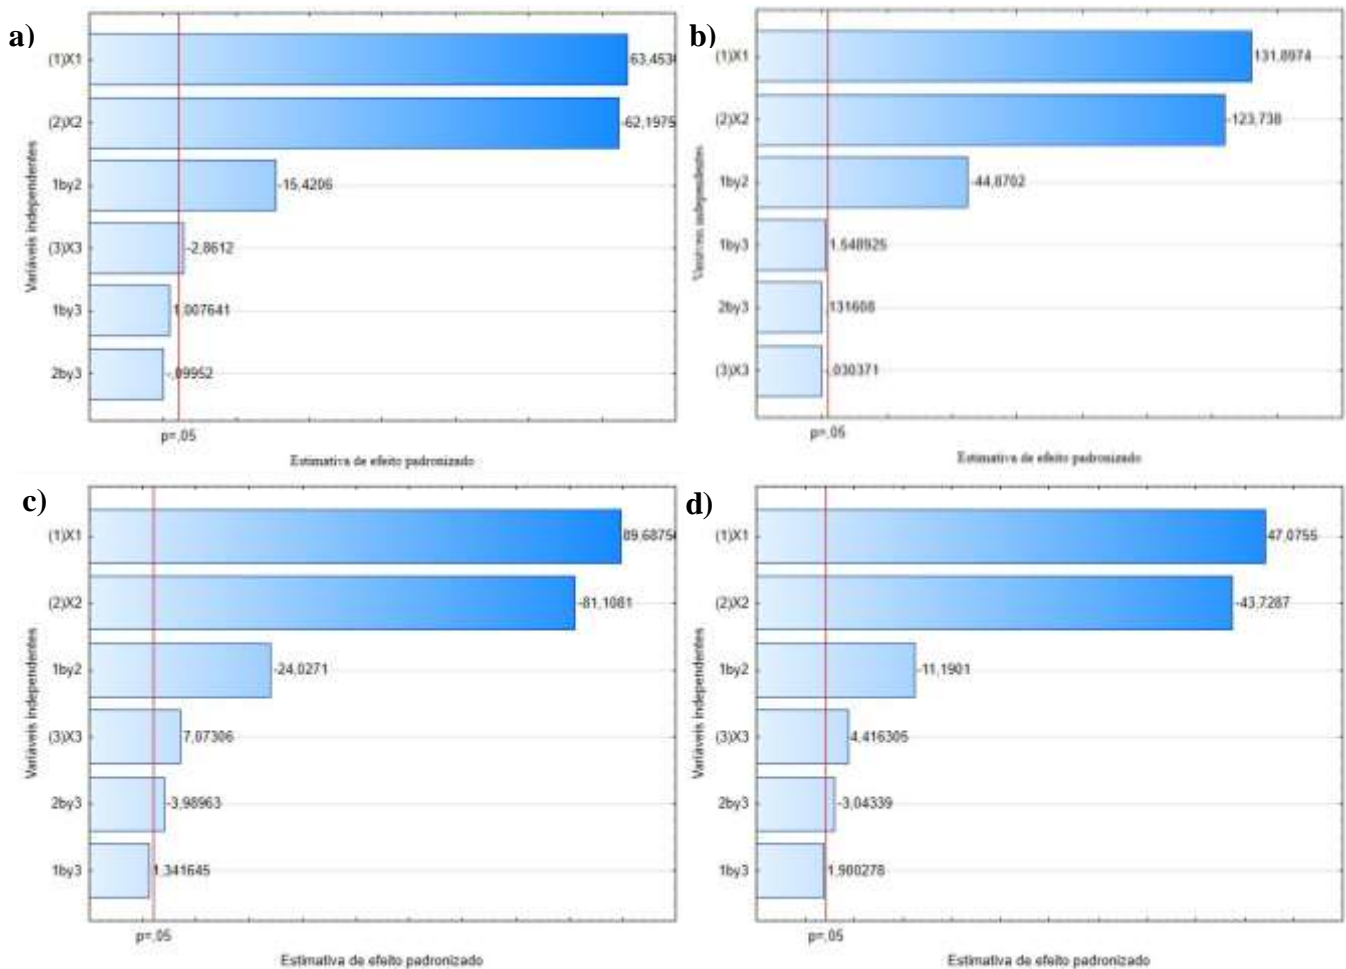 a)
(1)X1
63,453
(2)X2
-62,1975
1by2
-15,4206
(3)X3
-2,8612
1by3
1,007641
2by3
-,09952
p=,05
Variáveis independentes
Estimativa de efeito padronizado
b)
(1)X1
131,8974
(2)X2
-123,738
1by2
-44,8702
1by3
1,548925
2by3
,131608
(3)X3
-,030371
p=,05
Variáveis independentes
Estimativa de efeito padronizado
c)
(1)X1
89,6875
(2)X2
-81,1081
1by2
-24,0271
(3)X3
7,07306
2by3
-3,98963
1by3
1,341645
p=,05
Variáveis independentes
Estimativa de efeito padronizado
d)
(1)X1
47,0755
(2)X2
-43,7287
1by2
-11,1901
(3)X3
4,416305
2by3
-3,04339
1by3
1,900278
p=,05
Variáveis independentes
Estimativa de efeito padronizado